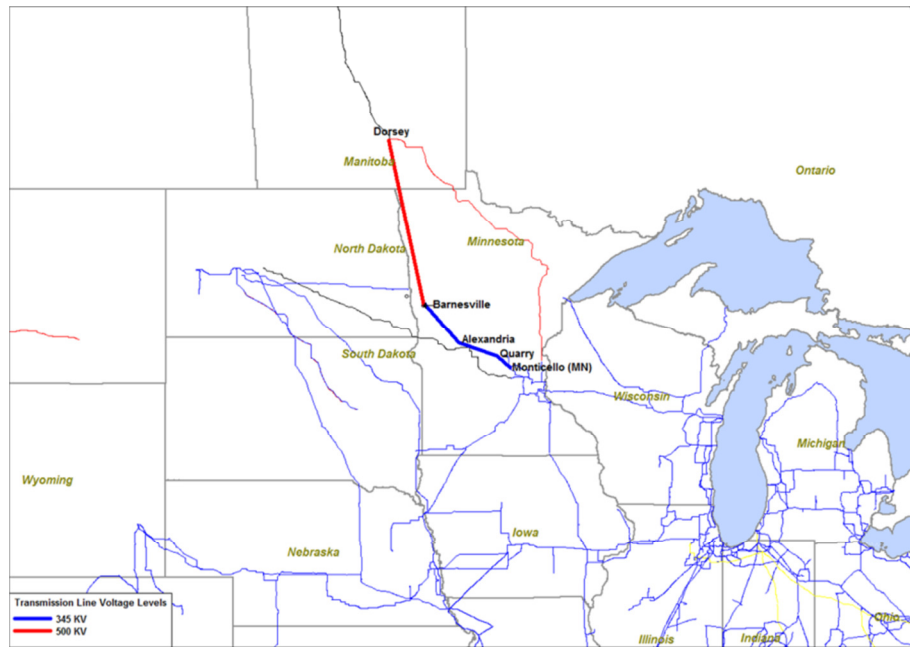 Dorsey
Manitoba
Ontario
North Dakota
Minnesota
Barnesville
Alexandria
South Dakota
Quarry
Monticello (MN)
Wisconsin
Michigan
Wyoming
Iowa
Nebraska
Transmission Line Voltage Levels
345 KV
500 KV
Ohio
Illinois
Indiana